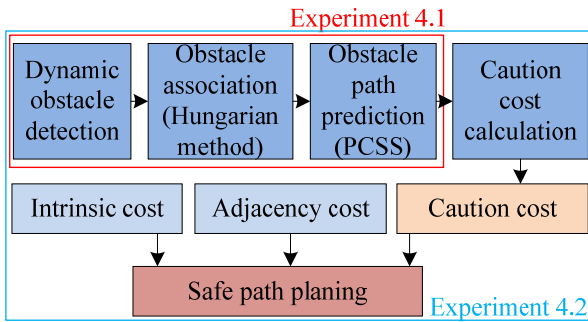 Experiment 4.1
Dynamic
obstacle
detection
Obstacle
association
(Hungarian
method)
Obstacle
path
prediction
(PCSS)
Caution
cost
calculation
Intrinsic cost
Adjacency cost
Caution cost
Safe path planing
Experiment 4.2